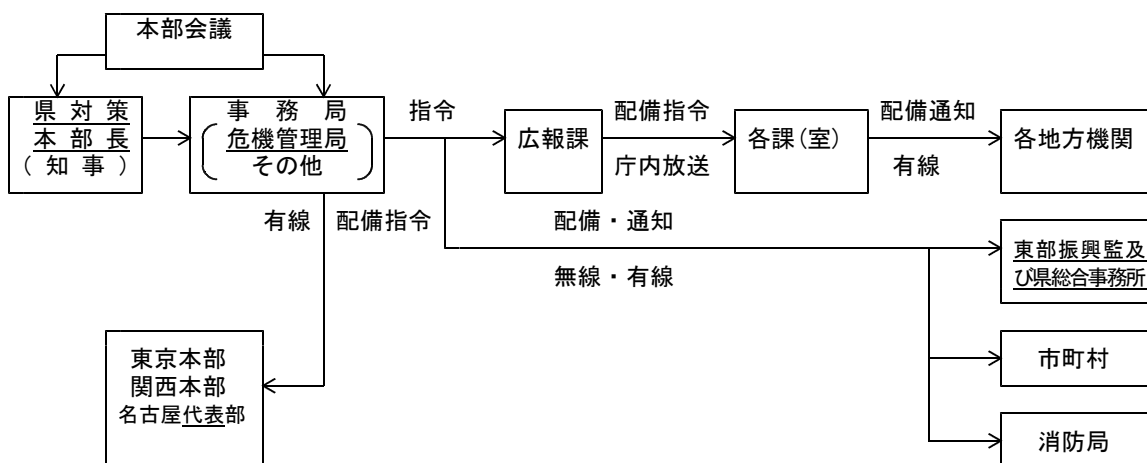 本部会議
県対策
本部長
(知事)
事務局
危機管理局
その他
指令
広報課
配備指令
庁内放送
各課(室)
配備通知
有線
各地方機関
有線
配備指令
配備・通知
無線・有線
東部振興監及
び県総合事務所
東京本部
関西本部
名古屋代表部
市町村
消防局